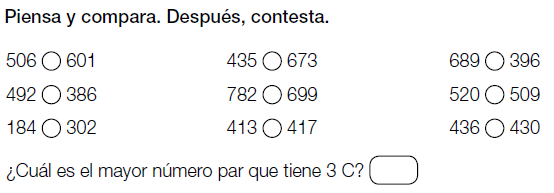 Piensa y compara. Después, contesta.
506 ◯ 601 435 ◯ 673 689 ◯ 396
492 ◯ 386 782 ◯ 699 520 ◯ 509
184 ◯ 302 413 ◯ 417 436 ◯ 430
¿Cuál es el mayor número par que tiene 3 C?